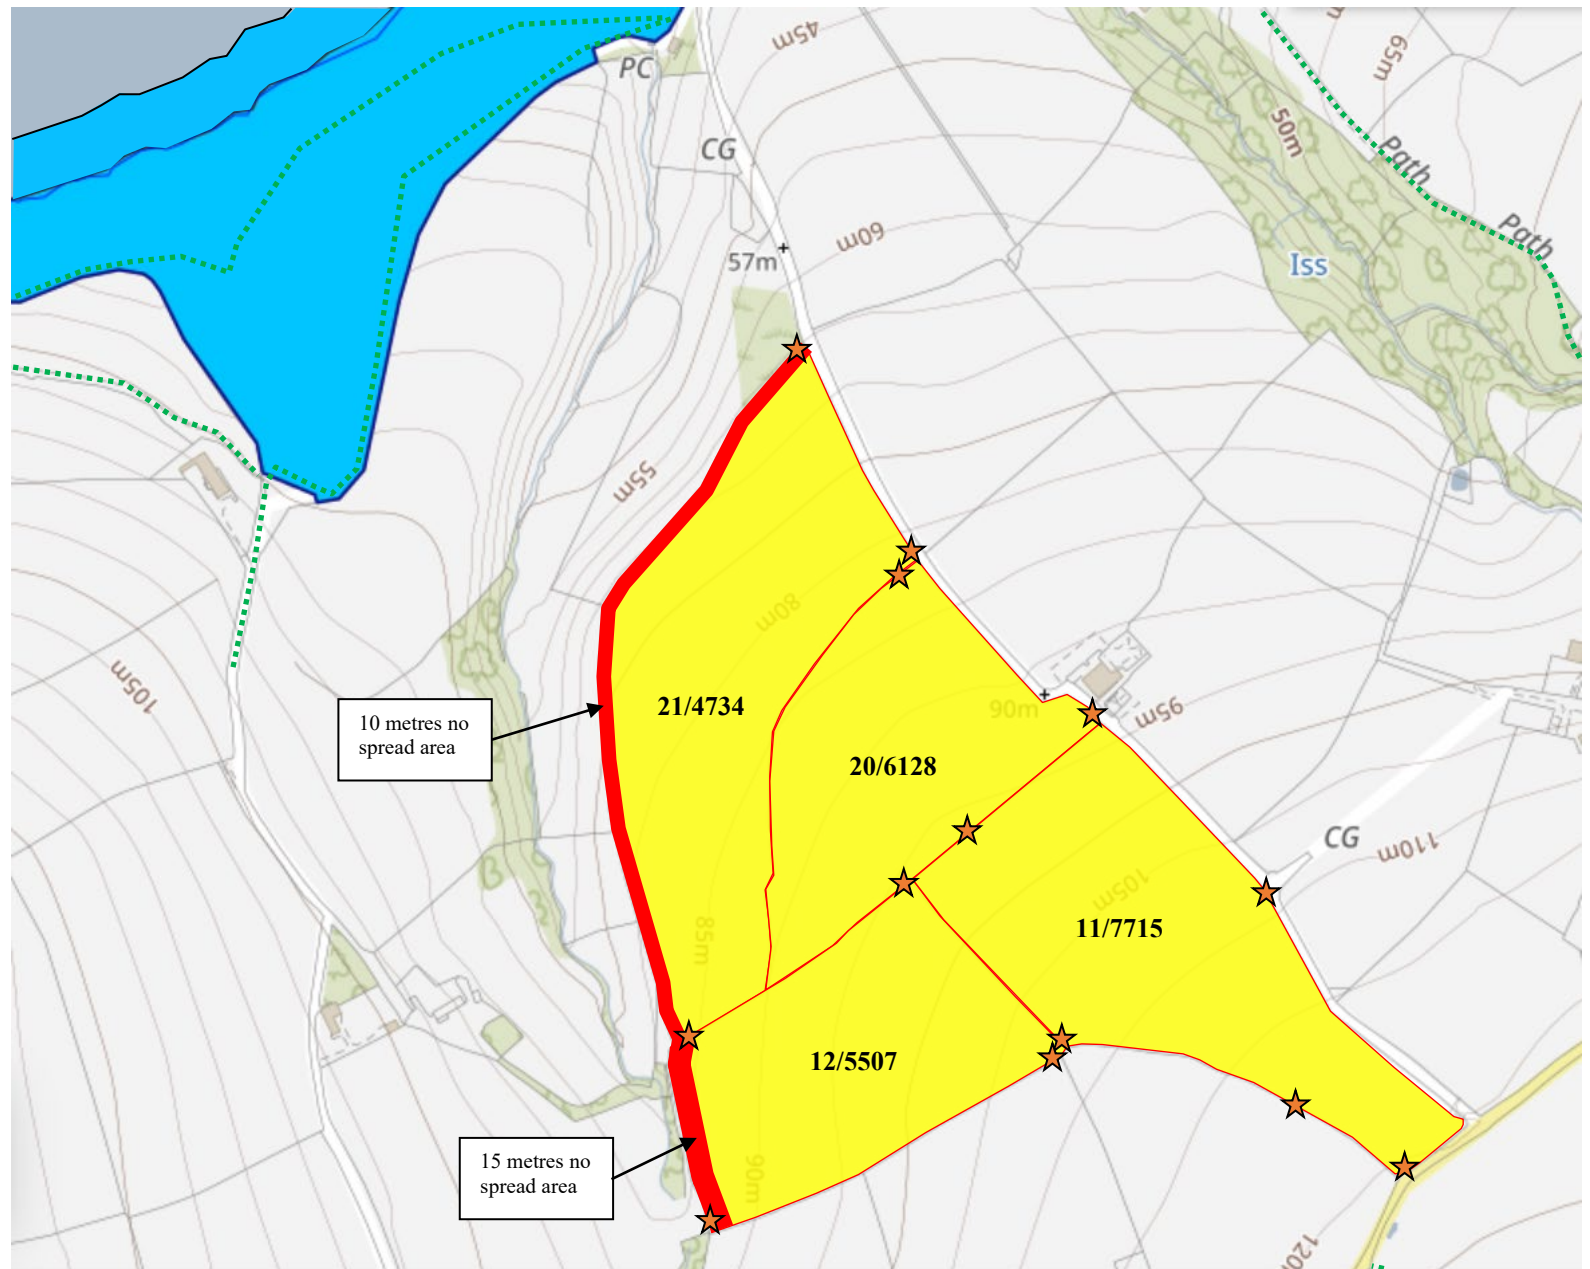 45m
65m
PC
50m
CG
Path
Path
60m
57m
Iss
55m
80m
105m
21/4734
10 metres no
spread area
90m
95m
20/6128
CG
110m
105m
11/7715
85m
12/5507
15 metres no
spread area
90m